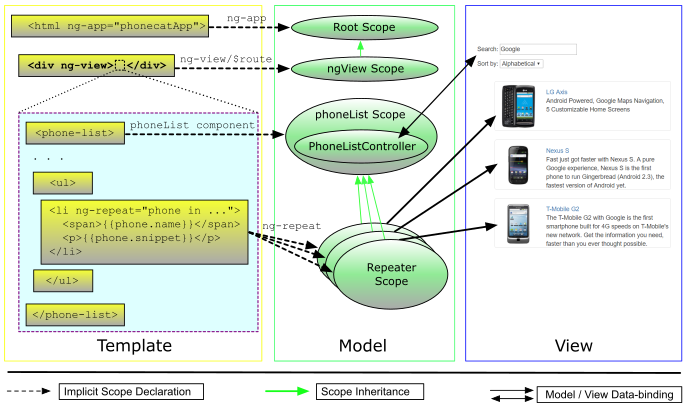 <html ng-app="phonecatApp">
ng-app
Root Scope
<div ng-view> </div>
ng-view/$route
ngView Scope
phoneList Scope
<phone-list>
phoneList component
PhoneListController
. . .
<ul>
<li ng-repeat="phone in ...">
<span>{{phone.name}}</span>
<p>{{phone.snippet}}</p>
</li>
ng-repeat
Repeater
Scope
</ul>
</phone-list>
Search: Google
Sort by: Alphabetical
LG Axis
Android Powered, Google Maps Navigation,
5 Customizable Home Screens
Nexus S
Fast just got faster with Nexus S. A pure
Google experience, Nexus S is the first
phone to run Gingerbread (Android 2.3), the
fastest version of Android yet.
T-Mobile G2
The T-Mobile G2 with Google is the first
smartphone built for 4G speeds on T-Mobile's
new network. Get the information you need,
faster than you ever thought possible.
Template
Model
View
Implicit Scope Declaration
Scope Inheritance
Model / View Data-binding